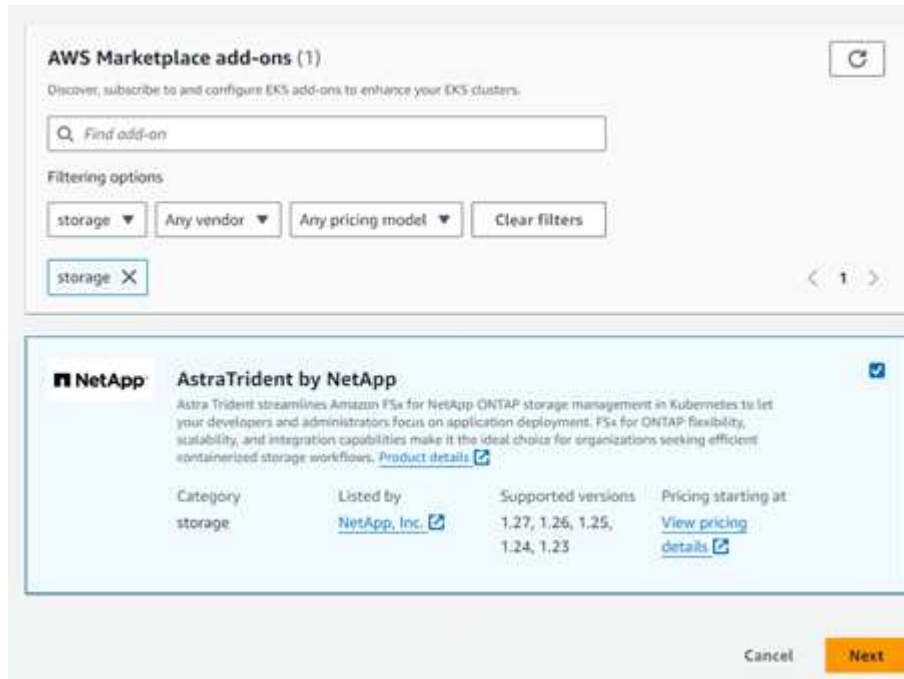 AWS Marketplace add-ons (1)
Discover, subscribe to and configure EKS add-ons to enhance your EKS clusters.
Find add-on
Filtering options
storage Any vendor Any pricing model Clear filters
storage 1
NetApp
AstraTrident by NetApp
Astra Trident streamlines Amazon FSx for NetApp ONTAP storage management in Kubernetes to let
your developers and administrators focus on application deployment. FSx for ONTAP flexibility,
scalability, and integration capabilities make it the ideal choice for organizations seeking efficient
containerized storage workflows. Product details
Category Listed by Supported versions Pricing starting at
storage NetApp, Inc. 1.27, 1.26, 1.25, View pricing
1.24, 1.23 details
Cancel Next